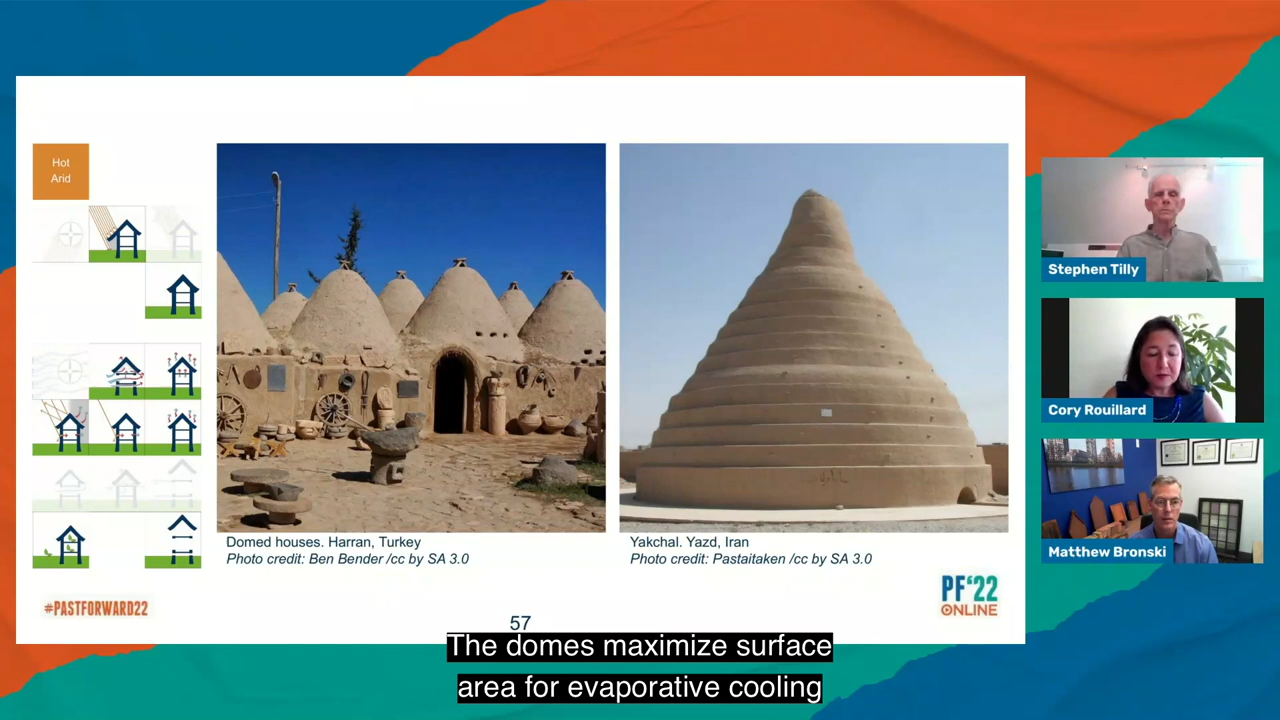 Hot
Arid
Domed houses. Harran, Turkey
Photo credit: Ben Bender /cc by SA 3.0
Yakchal. Yazd, Iran
Photo credit: Pastaitaken /cc by SA 3.0
#PASTFORWARD22
57
PF'22
ONLINE
Stephen Tilly
Cory Rouillard
Matthew Bronski
The domes maximize surface
area for evaporative cooling